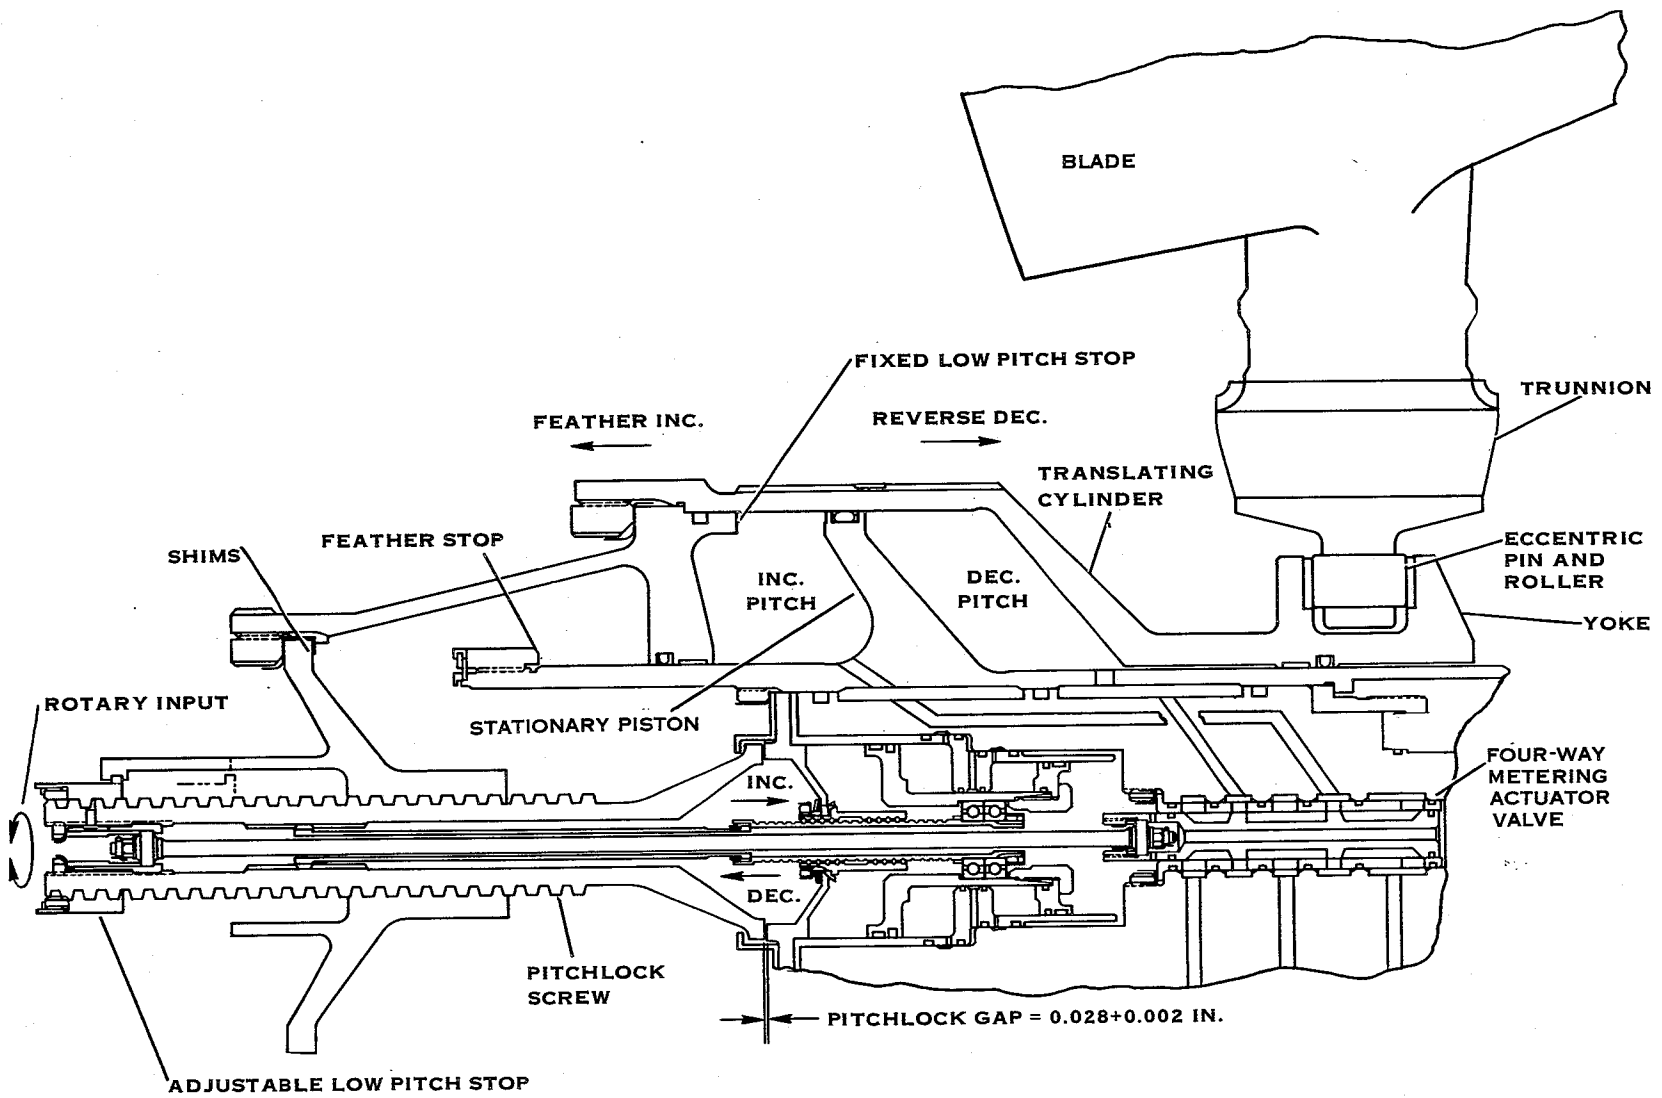 BLADE
FIXED LOW PITCH STOP
TRUNNION
FEATHER INC.
REVERSE DEC.
TRANSLATING
CYLINDER
SHIMS
FEATHER STOP
ECCENTRIC
PIN AND
ROLLER
INC.
PITCH
DEC.
PITCH
YOKE
ROTARY INPUT
STATIONARY PISTON
FOUR-WAY
METERING
ACTUATOR
VALVE
INC.
DEC.
PITCHLOCK
SCREW
PITCHLOCK GAP = 0.028+0.002 IN.
ADJUSTABLE LOW PITCH STOP